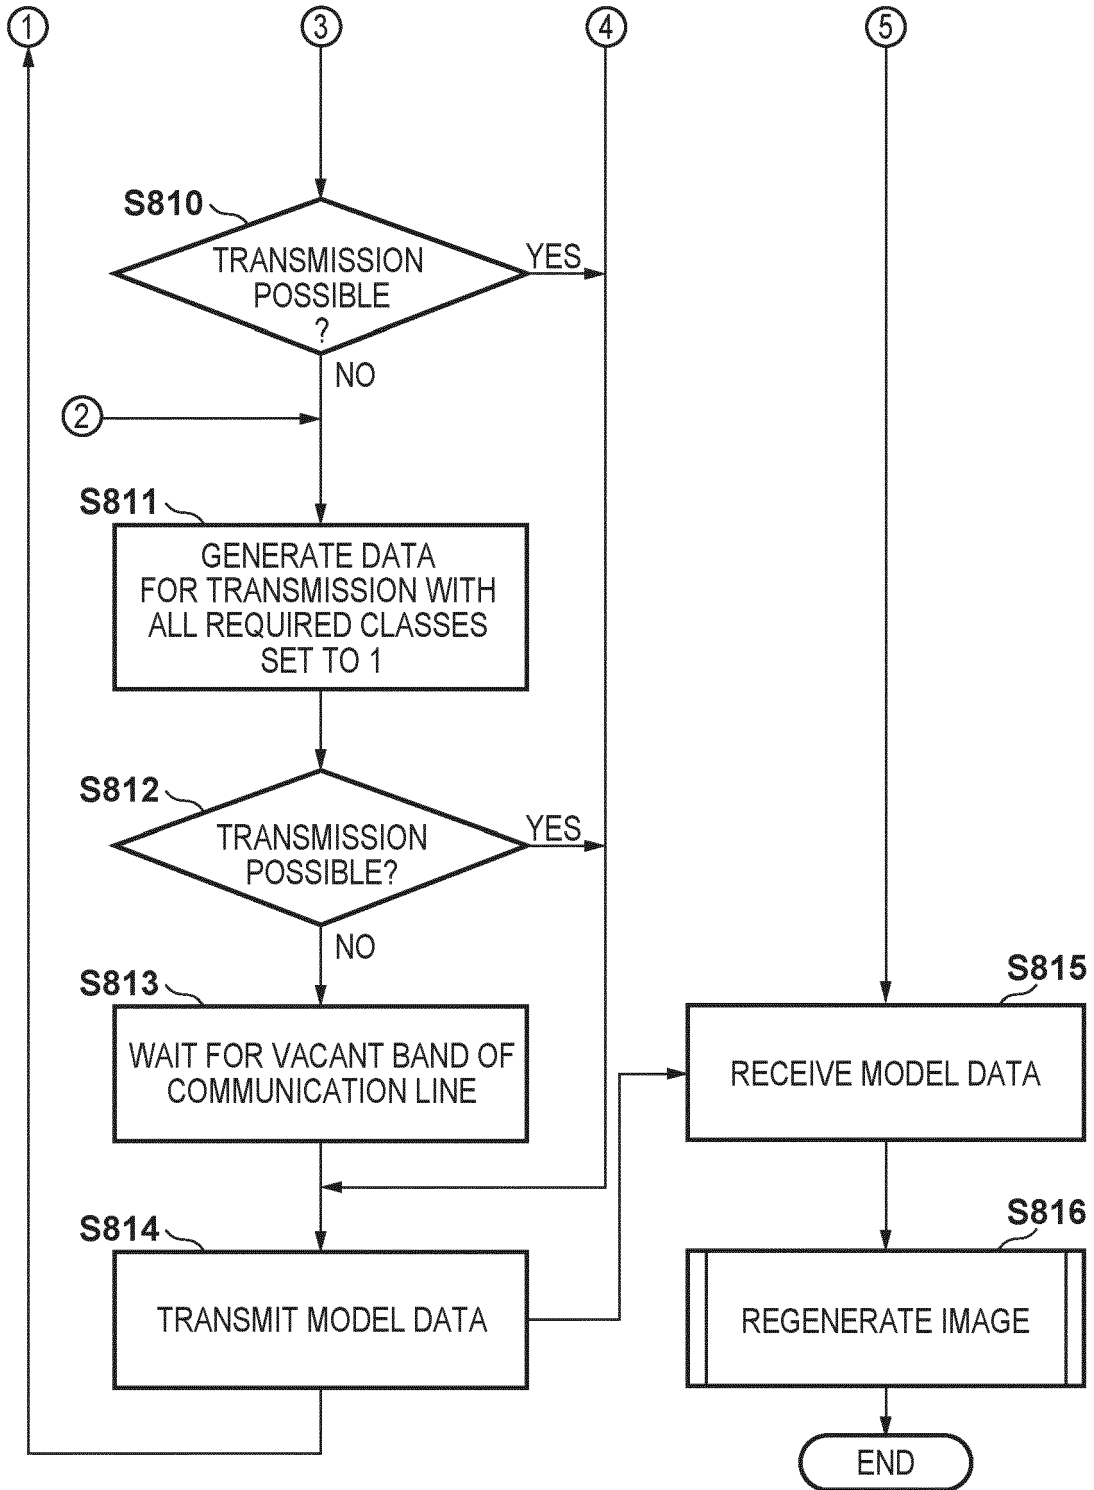 1
3
4
5
S810
TRANSMISSION
POSSIBLE
?
YES
NO
2
S811
GENERATE DATA
FOR TRANSMISSION WITH
ALL REQUIRED CLASSES
SET TO 1
S812
TRANSMISSION
POSSIBLE?
YES
NO
S813
WAIT FOR VACANT BAND OF
COMMUNICATION LINE
S814
TRANSMIT MODEL DATA
S815
RECEIVE MODEL DATA
S816
REGENERATE IMAGE
END